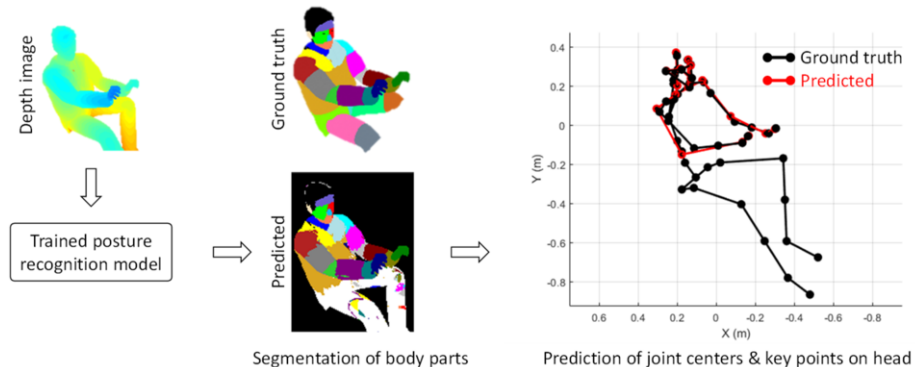 Depth image
Trained posture
recognition model
Ground truth
Predicted
Segmentation of body parts
Ground truth
Predicted
Y (m)
0.4
0.2
0
-0.2
-0.4
-0.6
-0.8
0.6 0.4 0.2 0 -0.2 -0.4 -0.6 -0.8
X (m)
Prediction of joint centers & key points on head